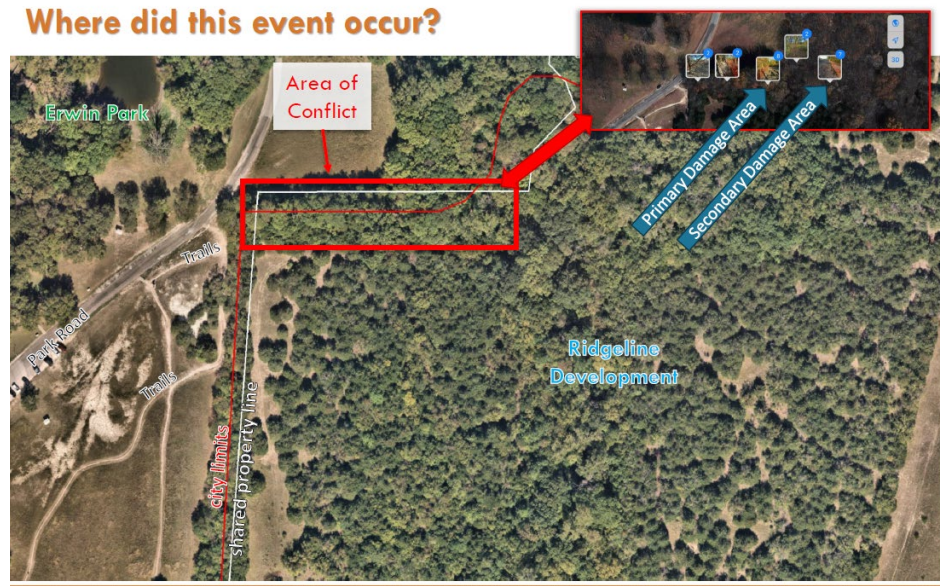 Where did this event occur?
Area of
Conflict
Erwin Park
Primary Damage Area
Secondary Damage Area
3D
Trails
Park Road
Trails
Ridgeline
Development
city limits
shared property line